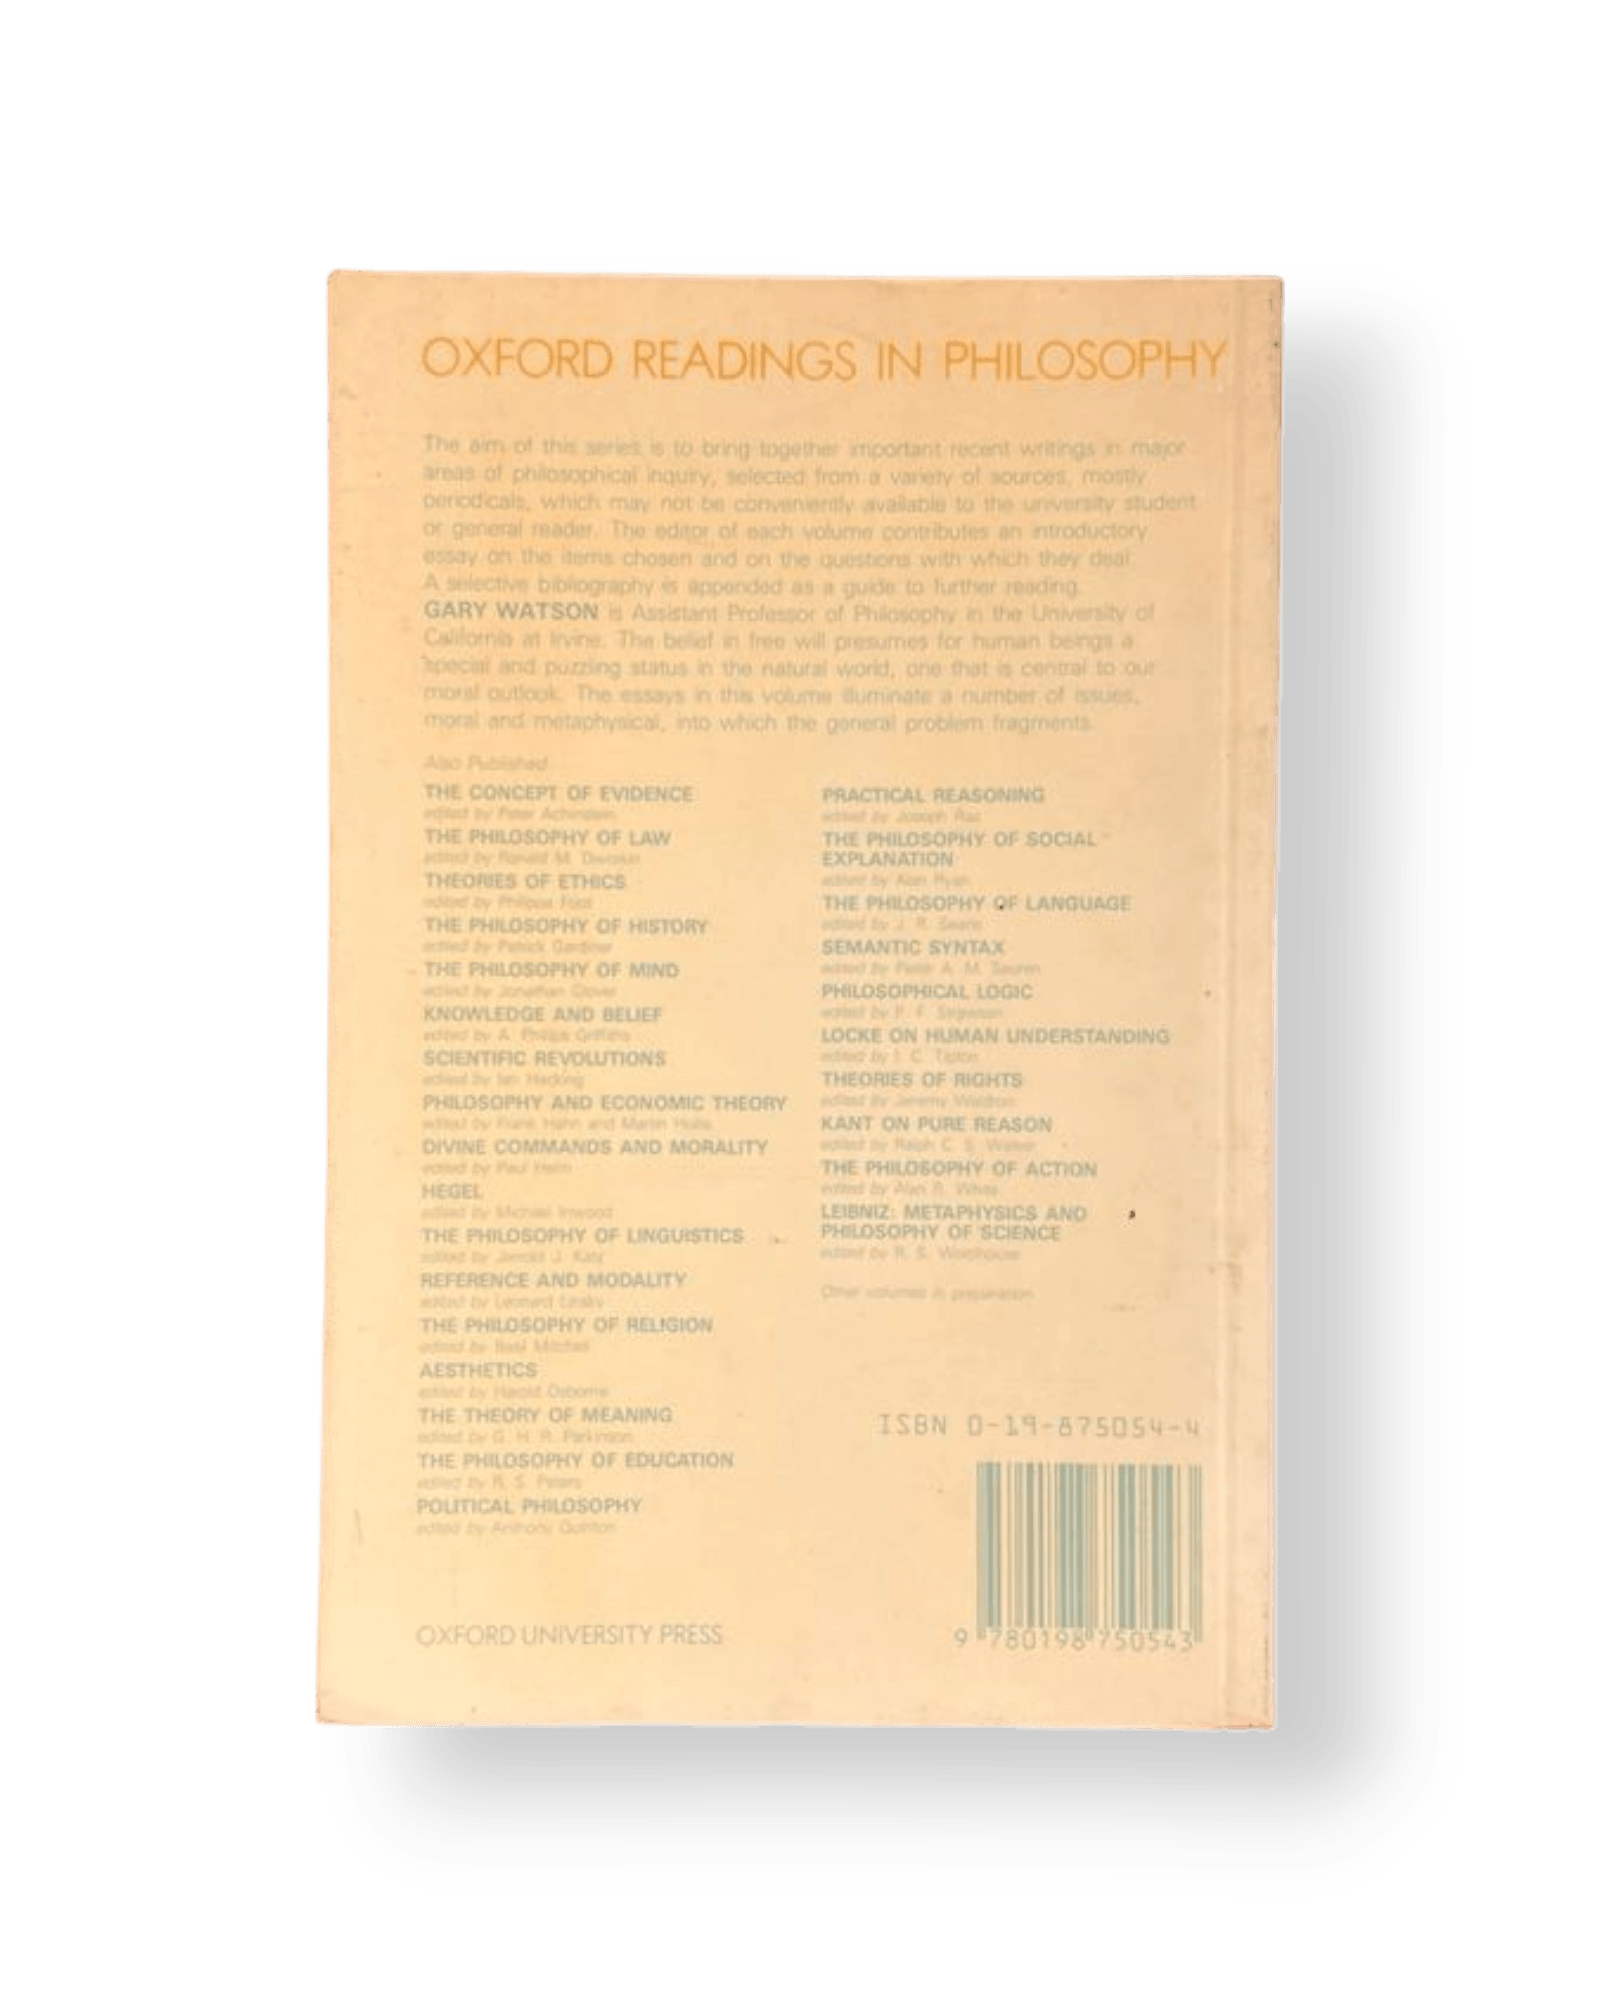 OXFORD READINGS IN PHILOSOPHY
The aim of this series is to bring together important recent writings in major
areas of philosophical inquiry, selected from a variety of sources, mostly
periodicals, which may not be conveniently available to the university student
or general reader. The editor of each volume contributes an introductory
essay on the items chosen and on the questions with which they deal.
A selective bibliography is appended as a guide to further reading.
GARY WATSON is Assistant Professor of Philosophy in the University of
California at Irvine. The belief in free will presumes for human beings a
special and puzzling status in the natural world, one that is central to our
moral outlook. The essays in this volume illuminate a number of issues,
moral and metaphysical, into which the general problem fragments.
Also Published
THE CONCEPT OF EVIDENCE
edited by Peter Achinstein
THE PHILOSOPHY OF LAW
edited by Ronald M. Dworkin
THEORIES OF ETHICS
edited by Philippa Foot
THE PHILOSOPHY OF HISTORY
edited by Patrick Gardiner
THE PHILOSOPHY OF MIND
edited by Jonathan Glover
KNOWLEDGE AND BELIEF
edited by A. Phillips Griffiths
SCIENTIFIC REVOLUTIONS
edited by Ian Hacking
PHILOSOPHY AND ECONOMIC THEORY
edited by Frank Hahn and Martin Hollis
DIVINE COMMANDS AND MORALITY
edited by Paul Helm
HEGEL
edited by Michael Inwood
THE PHILOSOPHY OF LINGUISTICS
edited by Jerrold J. Katz
REFERENCE AND MODALITY
edited by Leonard Linsky
THE PHILOSOPHY OF RELIGION
edited by Basil Mitchell
AESTHETICS
edited by Harold Osborne
THE THEORY OF MEANING
edited by G. H. R. Parkinson
THE PHILOSOPHY OF EDUCATION
edited by R. S. Peters
POLITICAL PHILOSOPHY
edited by Anthony Quinton
PRACTICAL REASONING
edited by Joseph Raz
THE PHILOSOPHY OF SOCIAL
EXPLANATION
edited by Alan Ryan
THE PHILOSOPHY OF LANGUAGE
edited by J. R. Searle
SEMANTIC SYNTAX
edited by Pieter A. M. Seuren
PHILOSOPHICAL LOGIC
edited by P. F. Strawson
LOCKE ON HUMAN UNDERSTANDING
edited by I. C. Tipton
THEORIES OF RIGHTS
edited by Jeremy Waldron
KANT ON PURE REASON
edited by Ralph C. S. Walker
THE PHILOSOPHY OF ACTION
edited by Alan R. White
LEIBNIZ: METAPHYSICS AND
PHILOSOPHY OF SCIENCE
edited by R. S. Woolhouse
Other volumes in preparation
ISBN 0-19-875054-4
9 780198 750543
OXFORD UNIVERSITY PRESS